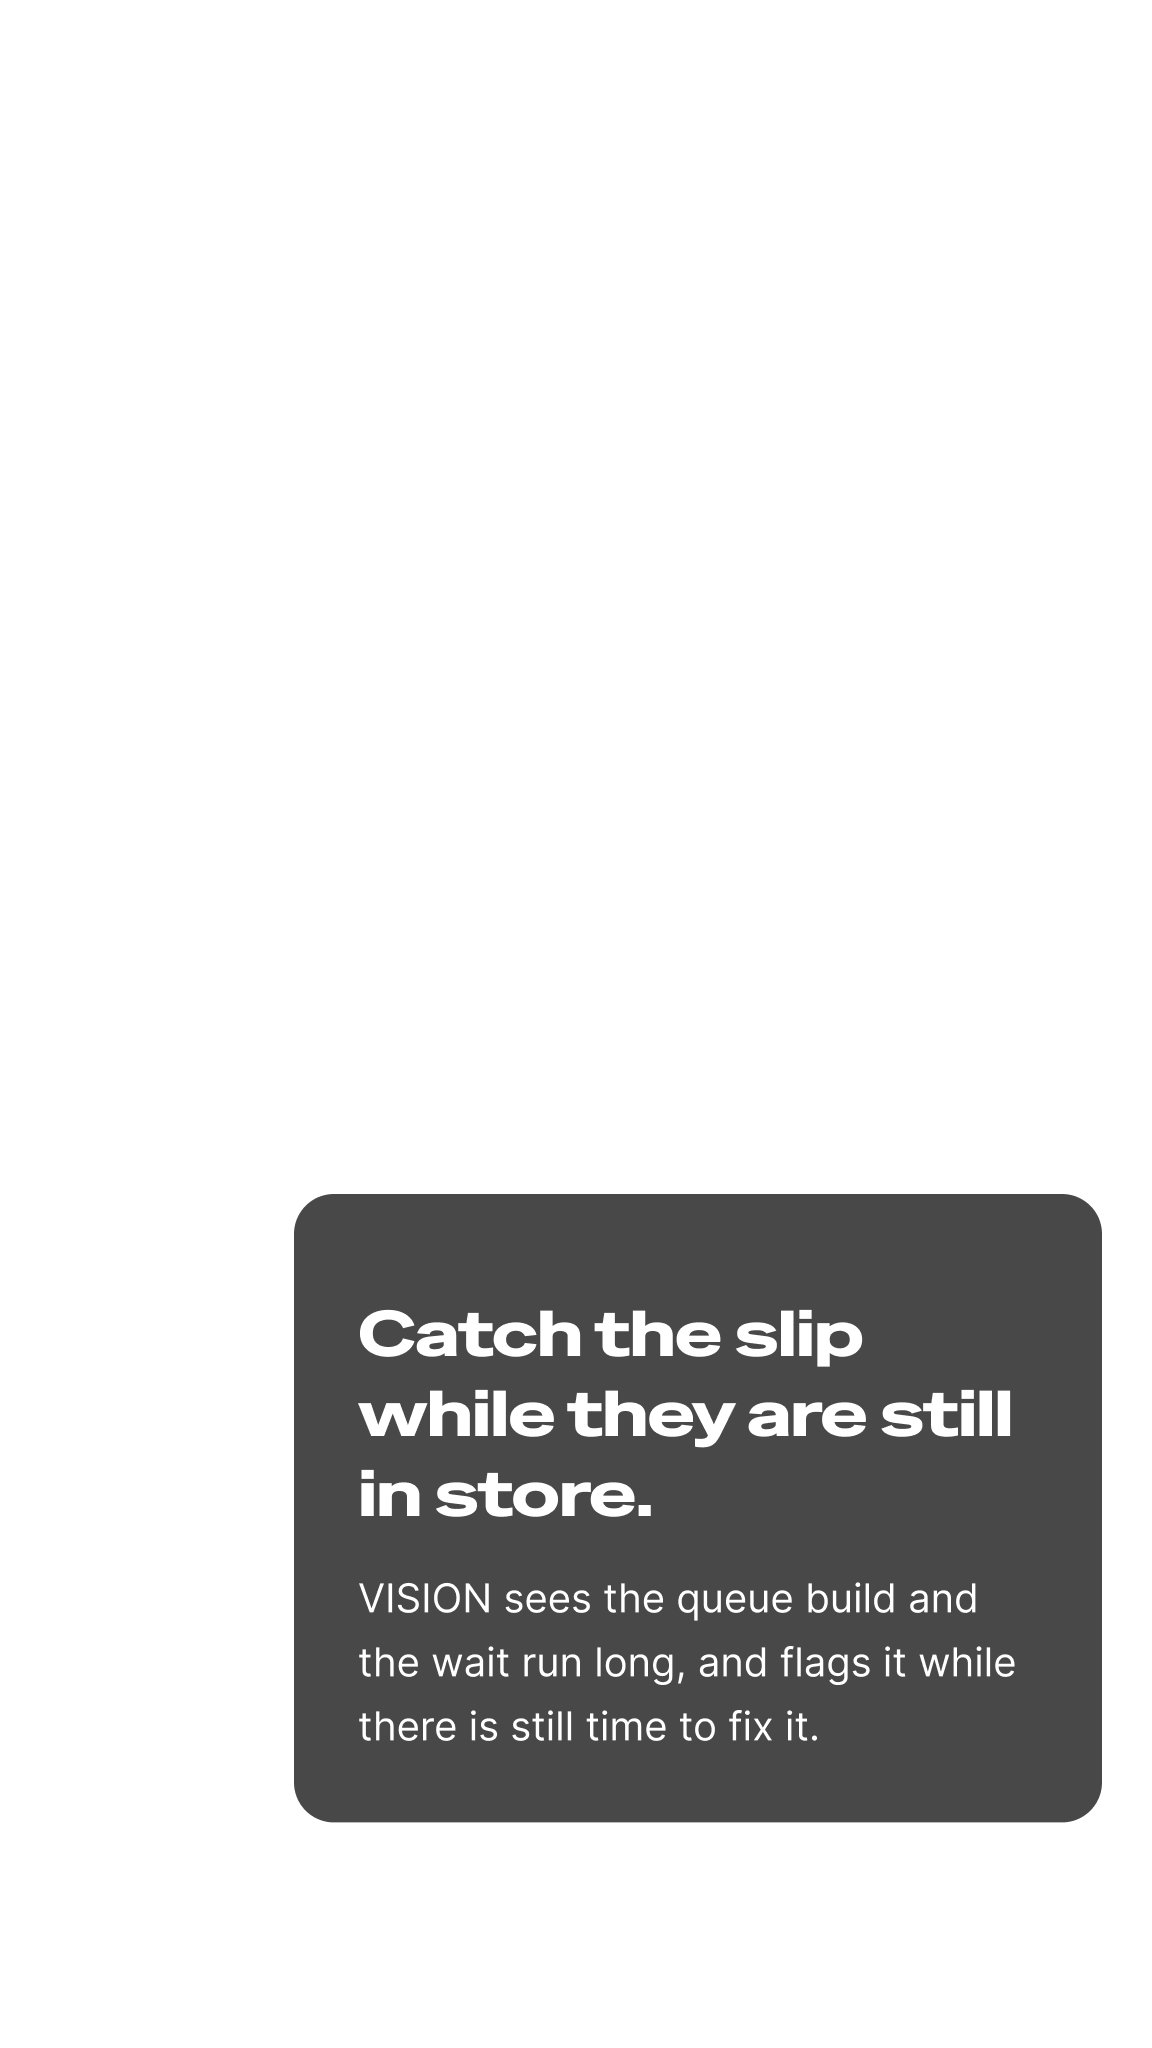 Catch the slip
while they are still
in store.
VISION sees the queue build and
the wait run long, and flags it while
there is still time to fix it.